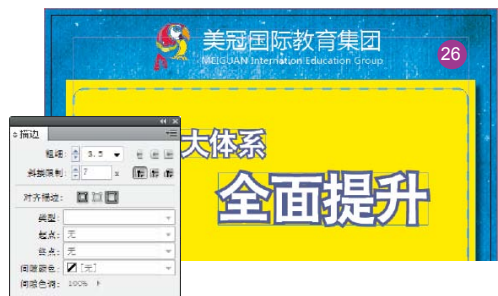 美冠国际教育集团
MEIGUAN Internation Education Group
26
大体系
全面提升
描边
粗细: 3.5
斜接限制: 7 x
对齐描边:
类型:
起点: 无
终点: 无
间隙颜色: [无]
间隙色调: 100%